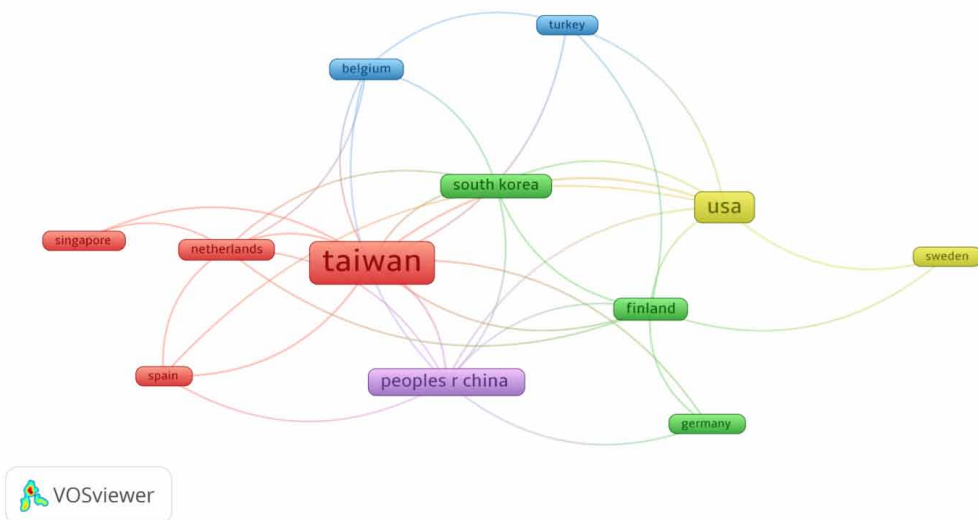 turkey
belgium
south korea
usa
singapore
netherlands
taiwan
sweden
finland
spain
peoples r china
germany
VOSviewer